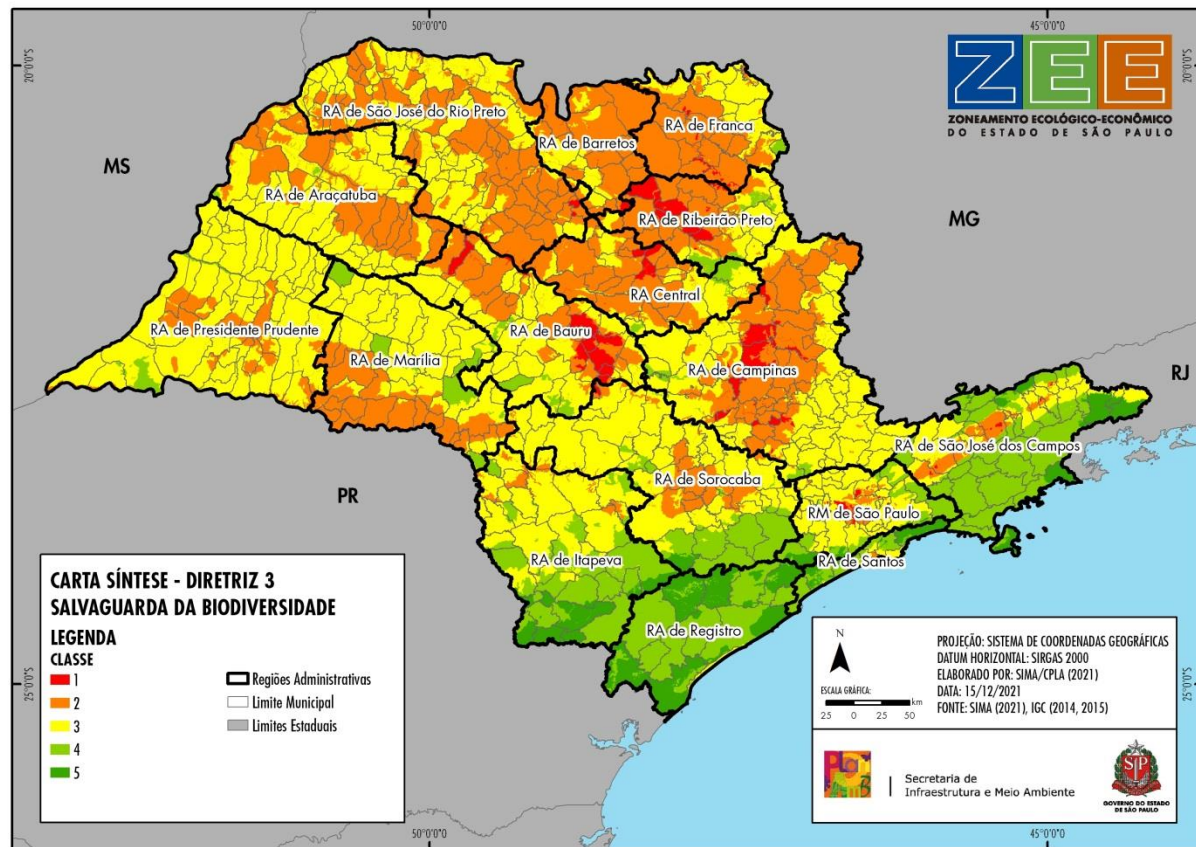 50°0'0"O
45°0'0"O
20°0'0"S
20°0'0"S
ZEE
ZONEAMENTO ECOLÓGICO-ECONÔMICO
DO ESTADO DE SÃO PAULO
MS
MG
RJ
PR
RA de São José do Rio Preto
RA de Barretos
RA de Franca
RA de Araçatuba
RA de Ribeirão Preto
RA Central
RA de Presidente Prudente
RA de Marília
RA de Bauru
RA de Campinas
RA de São José dos Campos
RA de Sorocaba
RM de São Paulo
RA de Itapeva
RA de Santos
RA de Registro
CARTA SÍNTESE - DIRETRIZ 3
SALVAGUARDA DA BIODIVERSIDADE
LEGENDA
CLASSE
1
2
3
4
5
Regiões Administrativas
Limite Municipal
Limites Estaduais
N
ESCALA GRÁFICA:
25 0 25 50 km
PROJEÇÃO: SISTEMA DE COORDENADAS GEOGRÁFICAS
DATUM HORIZONTAL: SIRGAS 2000
ELABORADO POR: SIMA/CPLA (2021)
DATA: 15/12/2021
FONTE: SIMA (2021), IGC (2014, 2015)
Secretaria de
Infraestrutura e Meio Ambiente
SP
GOVERNO DO ESTADO
DE SÃO PAULO
25°0'0"S
25°0'0"S
50°0'0"O
45°0'0"O